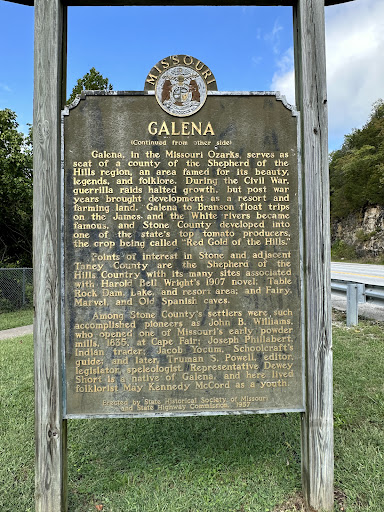 MISSOURI
GALENA
(Continued from other side)
Galena, in the Missouri Ozarks, serves as
seat of a county of the Shepherd of the
Hills region, an area famed for its beauty,
legends, and folklore. During the Civil War,
guerrilla raids halted growth, but post war
years brought development as a resort and
farming land. Galena to Branson float trips
on the James and the White rivers became
famous, and Stone County developed into
one of the state's top tomato producers,
the crop being called "Red Gold of the Hills."
Points of interest in Stone and adjacent
Taney County are the Shepherd of the
Hills Country with its many sites associated
with Harold Bell Wright's 1907 novel; Table
Rock Dam, Lake, and resort area; and Fairy,
Marvel, and Old Spanish caves.
Among Stone County's settlers were such
accomplished pioneers as John B. Williams,
who opened one of Missouri's early powder
mills, 1835, at Cape Fair; Joseph Philabert,
Indian trader; Jacob Yocum, Schoolcraft's
guide; and later, Truman S. Powell, editor,
legislator, speleologist. Representative Dewey
Short is a native of Galena, and here lived
folklorist May Kennedy McCord as a youth.
Erected by State Historical Society of Missouri
and State Highway Commission, 1957